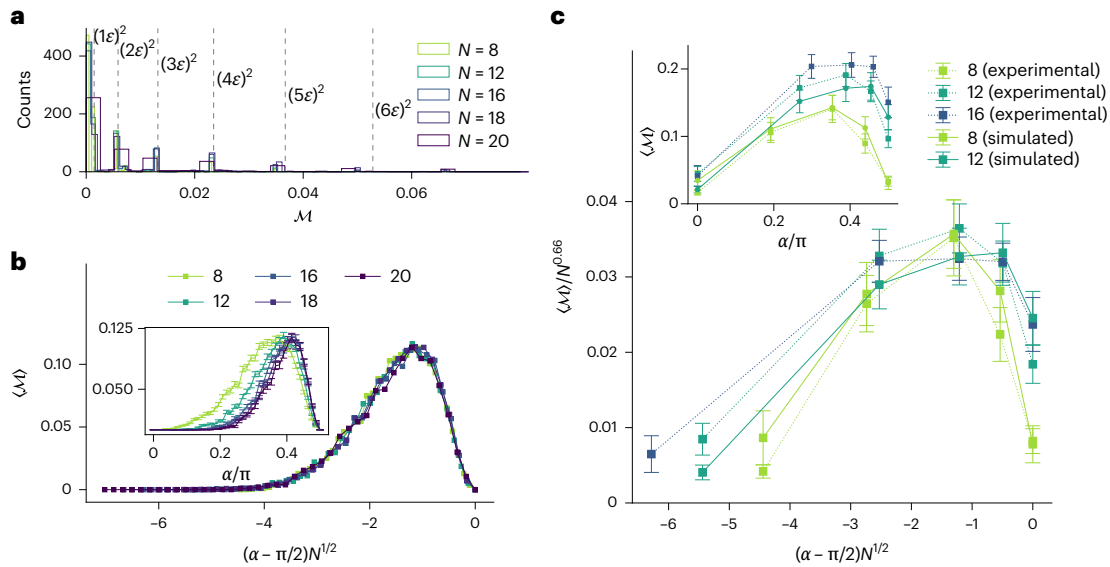 a
(1ε)²
(2ε)²
(3ε)²
(4ε)²
(5ε)²
(6ε)²
N = 8
N = 12
N = 16
N = 18
N = 20
400
200
0
Counts
0
0.02
0.04
0.06
ℳ
b
8
16
20
12
18
0.125
0.050
0
0.2
0.4
α/π
0.10
0.05
0
⟨ℳ⟩
–6
–4
–2
0
(α – π/2)N^{1/2}
c
0.2
0.1
0
⟨ℳ⟩
0
0.2
0.4
α/π
8 (experimental)
12 (experimental)
16 (experimental)
8 (simulated)
12 (simulated)
0.04
0.03
0.02
0.01
0
⟨ℳ⟩/N^{0.66}
–6
–5
–4
–3
–2
–1
0
(α – π/2)N^{1/2}